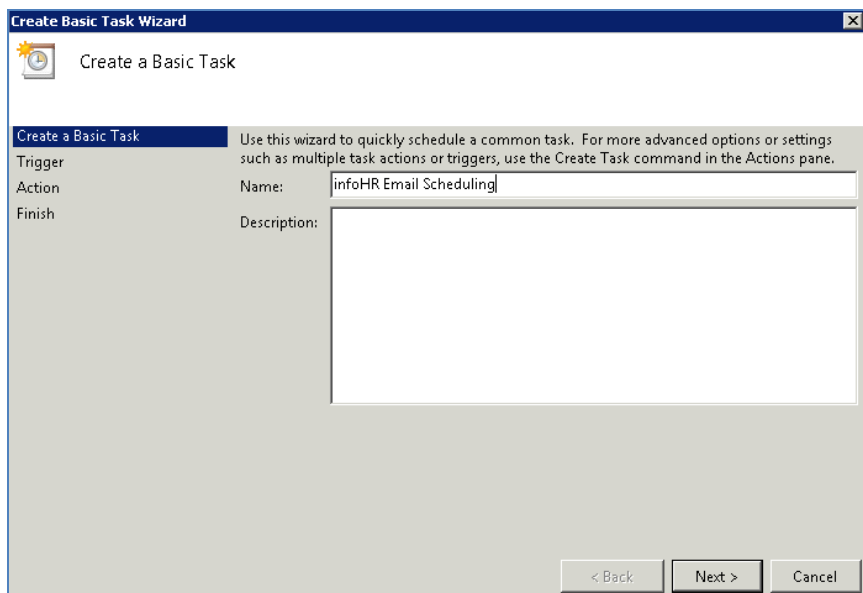 Create Basic Task Wizard
Create a Basic Task
Create a Basic Task
Trigger
Action
Finish
Use this wizard to quickly schedule a common task. For more advanced options or settings
such as multiple task actions or triggers, use the Create Task command in the Actions pane.
Name: infoHR Email Scheduling
Description:
< Back Next > Cancel